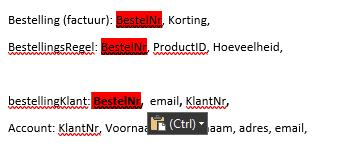 Bestelling (factuur): BestelNr, Korting,
BestellingsRegel: BestelNr, ProductID, Hoeveelheid,
bestellingKlant: BestelNr, email, KlantNr,
Account: KlantNr, Voornaa (Ctrl) aam, adres, email,